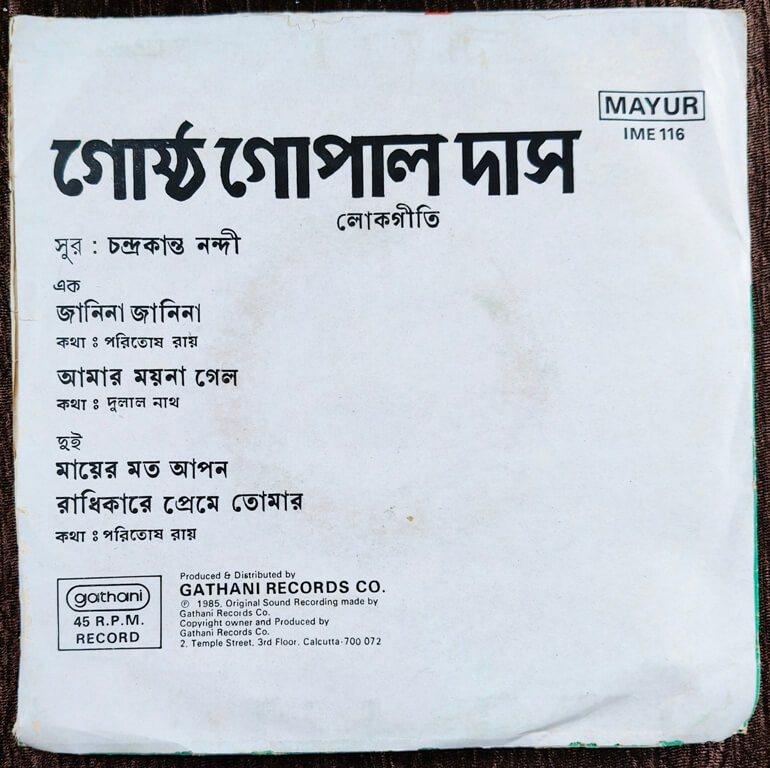 MAYUR
IME 116
গোষ্ঠ গোপাল দাস
লোকগীতি
সুর : চন্দ্রকান্ত নন্দী
এক
জানিনা জানিনা
কথা ঃ পরিতোষ রায়
আমার ময়না গেল
কথা ঃ দুলাল নাথ
দুই
মায়ের মত আপন
রাধিকারে প্রেমে তোমার
কথা ঃ পরিতোষ রায়
gathani
45 R.P.M.
RECORD
Produced & Distributed by
GATHANI RECORDS CO.
℗ 1985, Original Sound Recording made by
Gathani Records Co.
Copyright owner and Produced by
Gathani Records Co.
2, Temple Street, 3rd Floor, Calcutta-700 072